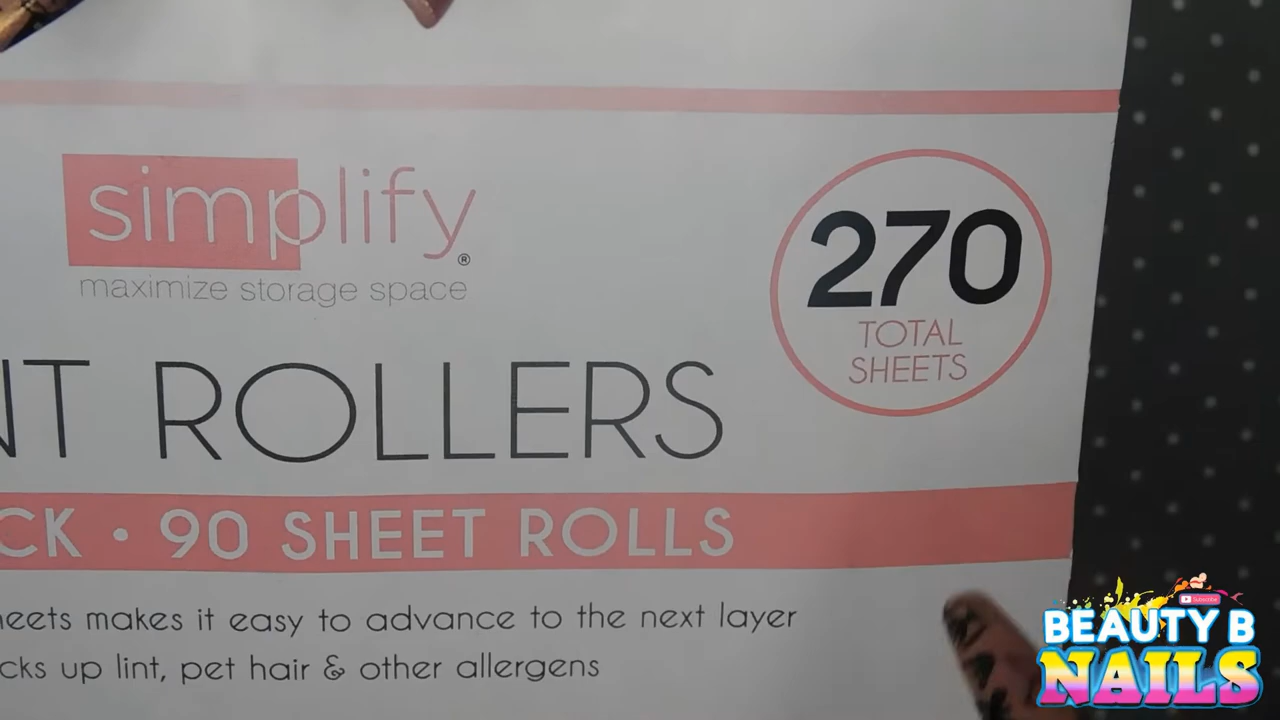 simplify®
maximize storage space
270
TOTAL
SHEETS
NT ROLLERS
CK • 90 SHEET ROLLS
heets makes it easy to advance to the next layer
cks up lint, pet hair & other allergens
Subscribe
BEAUTY B
NAILS